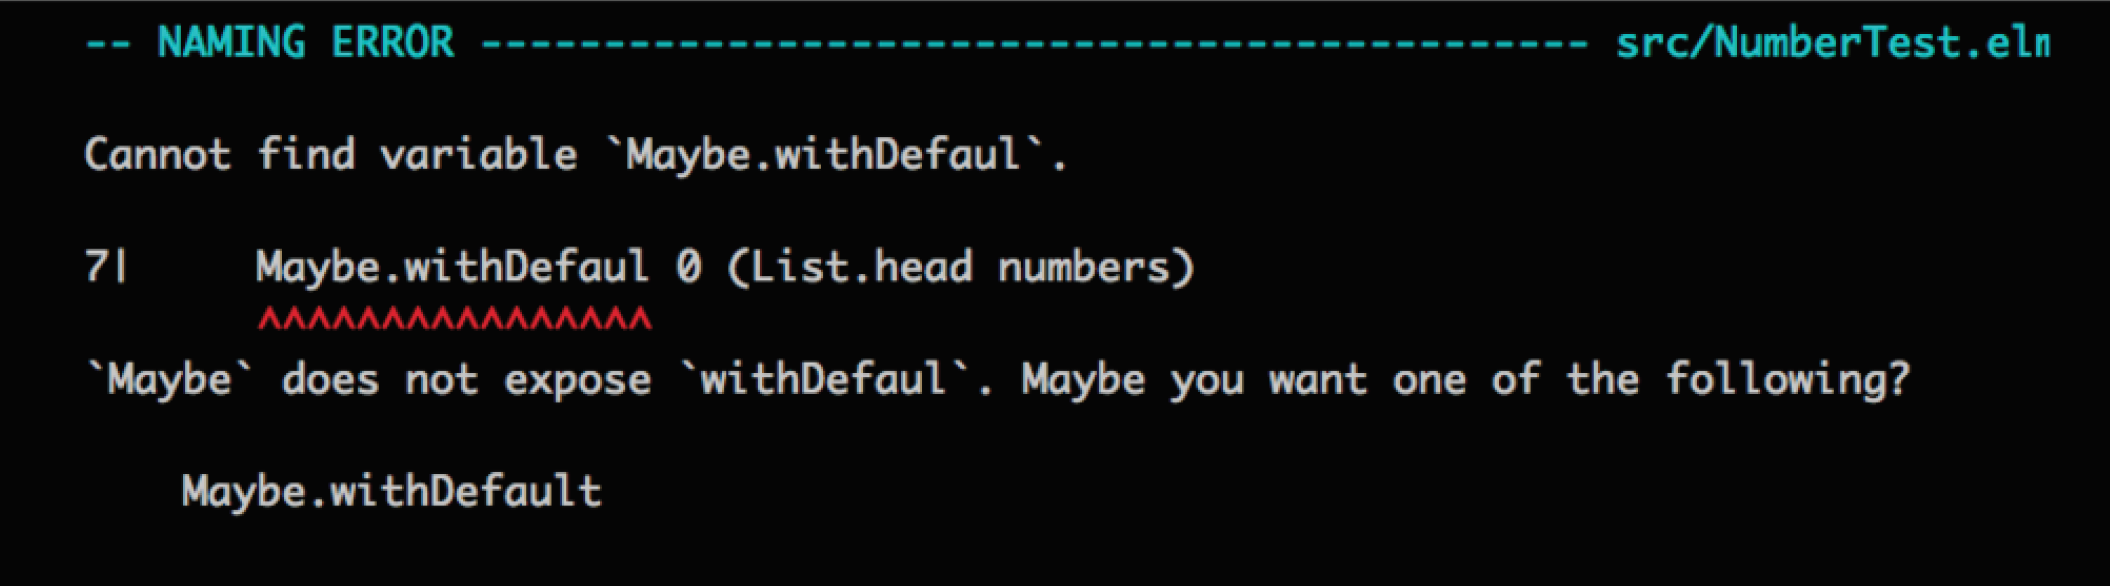 -- NAMING ERROR --------------------------------------------- src/NumberTest.elm
Cannot find variable `Maybe.withDefaul`.
7|     Maybe.withDefaul 0 (List.head numbers)
^^^^^^^^^^^^^^^^
`Maybe` does not expose `withDefaul`. Maybe you want one of the following?
Maybe.withDefault